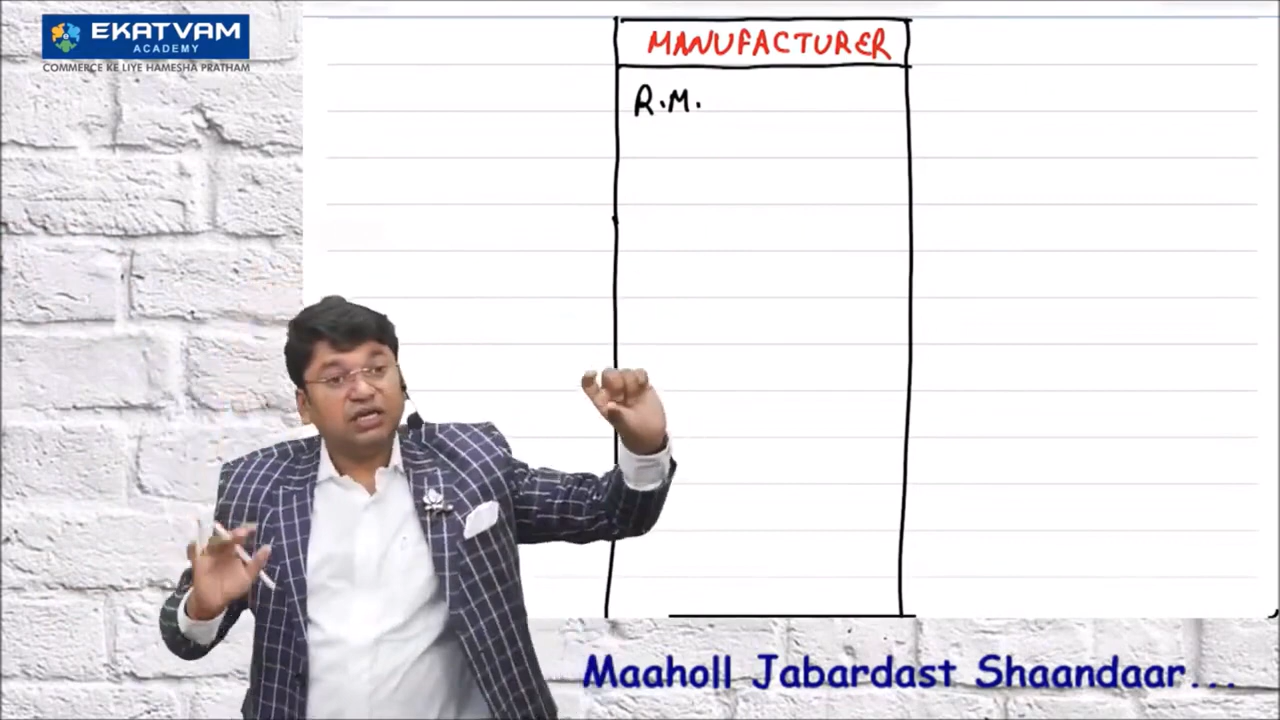 EKATVAM
ACADEMY
COMMERCE KE LIYE HAMESHA PRATHAM
MANUFACTURER
R.M.
Maaholl Jabardast Shaandaar...